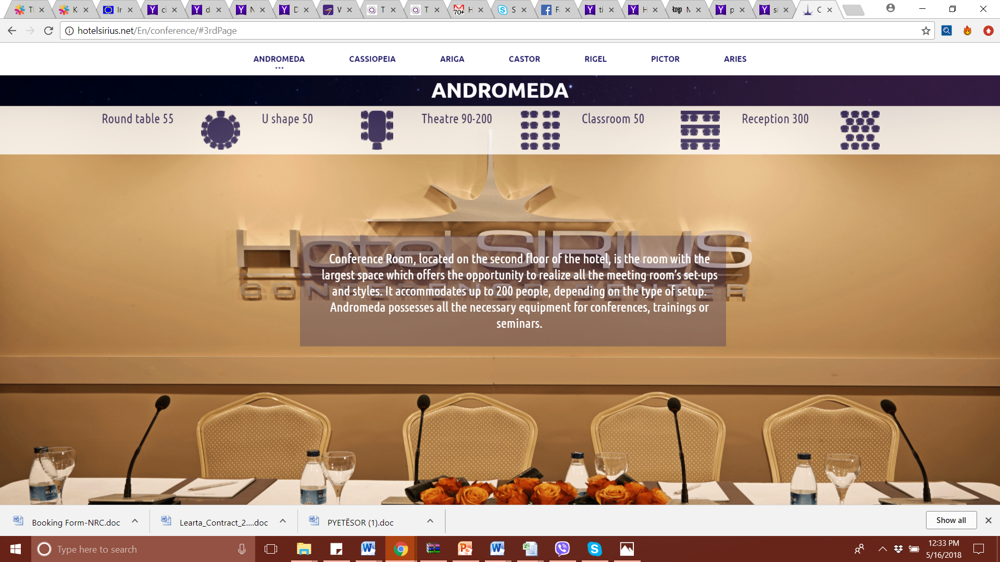 TI
K
Ir
ci
d
N
D
V
T
T
70+ H
S
F
ti
H
wp M
p
si
C
hotelsirius.net/En/conference/#3rdPage
ANDROMEDA CASSIOPEIA ARIGA CASTOR RIGEL PICTOR ARIES
ANDROMEDA
Round table 55 U shape 50 Theatre 90-200 Classroom 50 Reception 300
Hotel SIRIUS
CONFERENCE CENTER
Conference Room, located on the second floor of the hotel, is the room with the
largest space which offers the opportunity to realize all the meeting room’s set-ups
and styles. It accommodates up to 200 people, depending on the type of setup.
Andromeda possesses all the necessary equipment for conferences, trainings or
seminars.
Booking Form-NRC.doc Learta_Contract_2....doc PYETËSOR (1).doc Show all
Type here to search
12:33 PM
5/16/2018